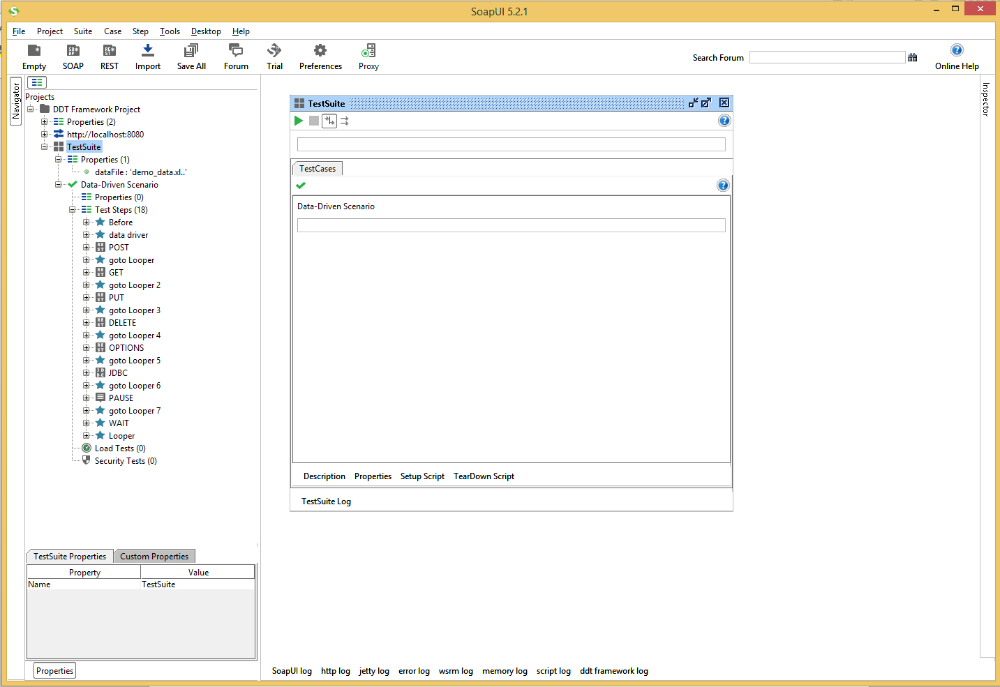 SoapUI 5.2.1
File Project Suite Case Step Tools Desktop Help
Empty SOAP REST Import Save All Forum Trial Preferences Proxy
Search Forum
Online Help
Navigator
Inspector
Projects
DDT Framework Project
Properties (2)
http://localhost:8080
TestSuite
Properties (1)
dataFile : 'demo_data.xl..'
Data-Driven Scenario
Properties (0)
Test Steps (18)
Before
data driver
POST
goto Looper
GET
goto Looper 2
PUT
goto Looper 3
DELETE
goto Looper 4
OPTIONS
goto Looper 5
JDBC
goto Looper 6
PAUSE
goto Looper 7
WAIT
Looper
Load Tests (0)
Security Tests (0)
TestSuite Properties Custom Properties
Property Value
Name TestSuite
Properties
TestSuite
TestCases
Data-Driven Scenario
Description Properties Setup Script TearDown Script
TestSuite Log
SoapUI log http log jetty log error log wsrm log memory log script log ddt framework log